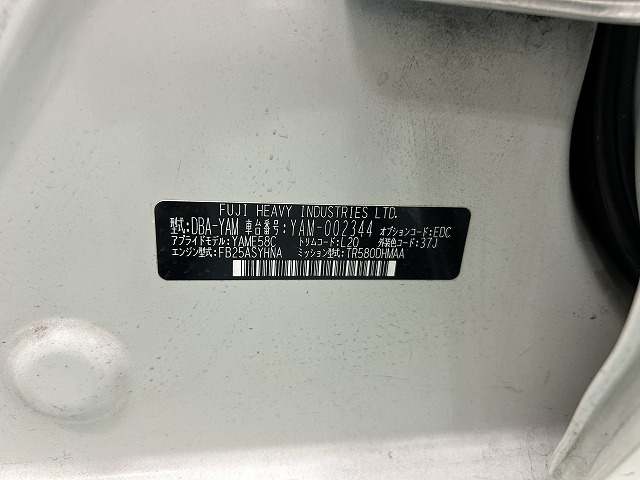 FUJI HEAVY INDUSTRIES LTD.
型式:DBA-YAM 車台番号:YAM-002344 オプションコード:EDC
アプライドモデル:YAME58C トリムコード:L20 外装色コード:37J
エンジン型式:FB25ASYHNA ミッション型式:TR580DHMAA